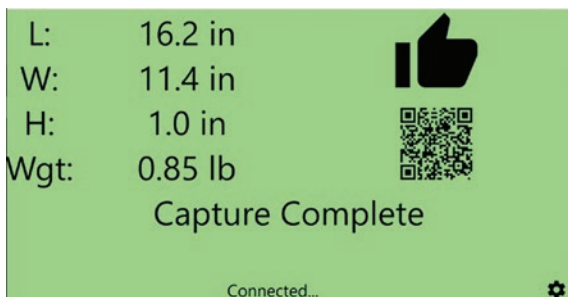 L: 16.2 in
W: 11.4 in
H: 1.0 in
Wgt: 0.85 lb
Capture Complete
Connected...